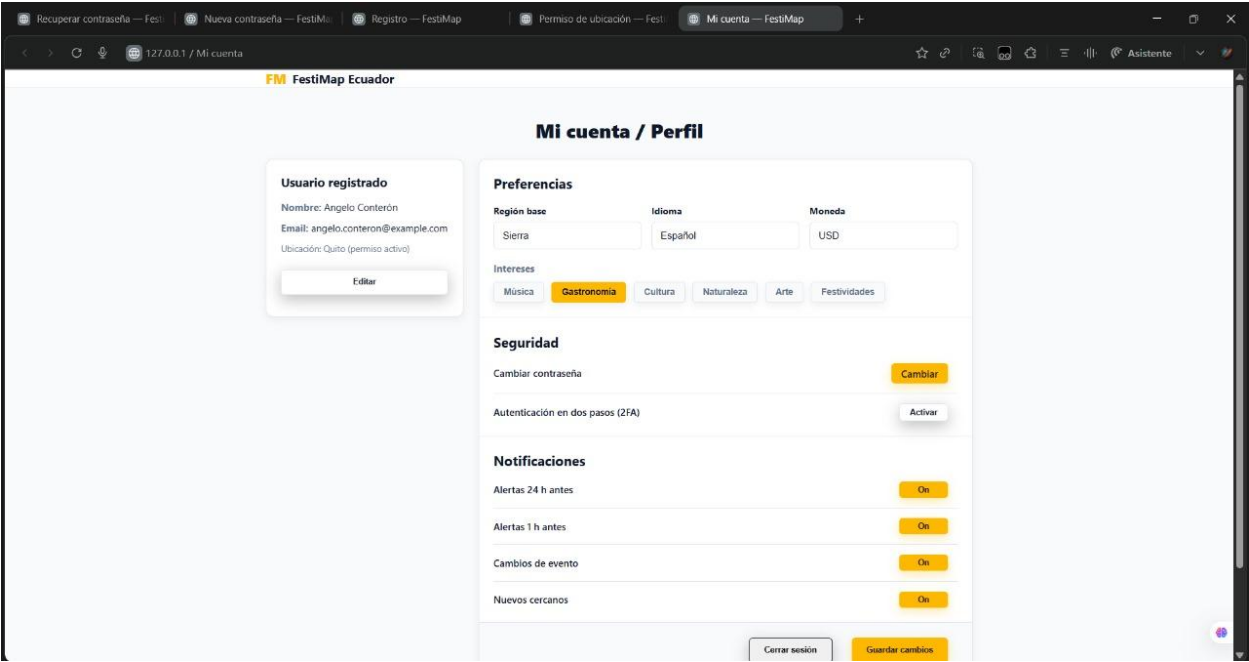 Recuperar contraseña — Festi
Nueva contraseña — FestiMa
Registro — FestiMap
Permiso de ubicación — Festi
Mi cuenta — FestiMap
127.0.0.1 / Mi cuenta
Asistente
FM FestiMap Ecuador
Mi cuenta / Perfil
Usuario registrado
Nombre: Angelo Conterón
Email: angelo.conteron@example.com
Ubicación: Quito (permiso activo)
Editar
Preferencias
Región base Idioma Moneda
Sierra Español USD
Intereses
Música Gastronomía Cultura Naturaleza Arte Festividades
Seguridad
Cambiar contraseña Cambiar
Autenticación en dos pasos (2FA) Activar
Notificaciones
Alertas 24 h antes On
Alertas 1 h antes On
Cambios de evento On
Nuevos cercanos On
Cerrar sesión Guardar cambios